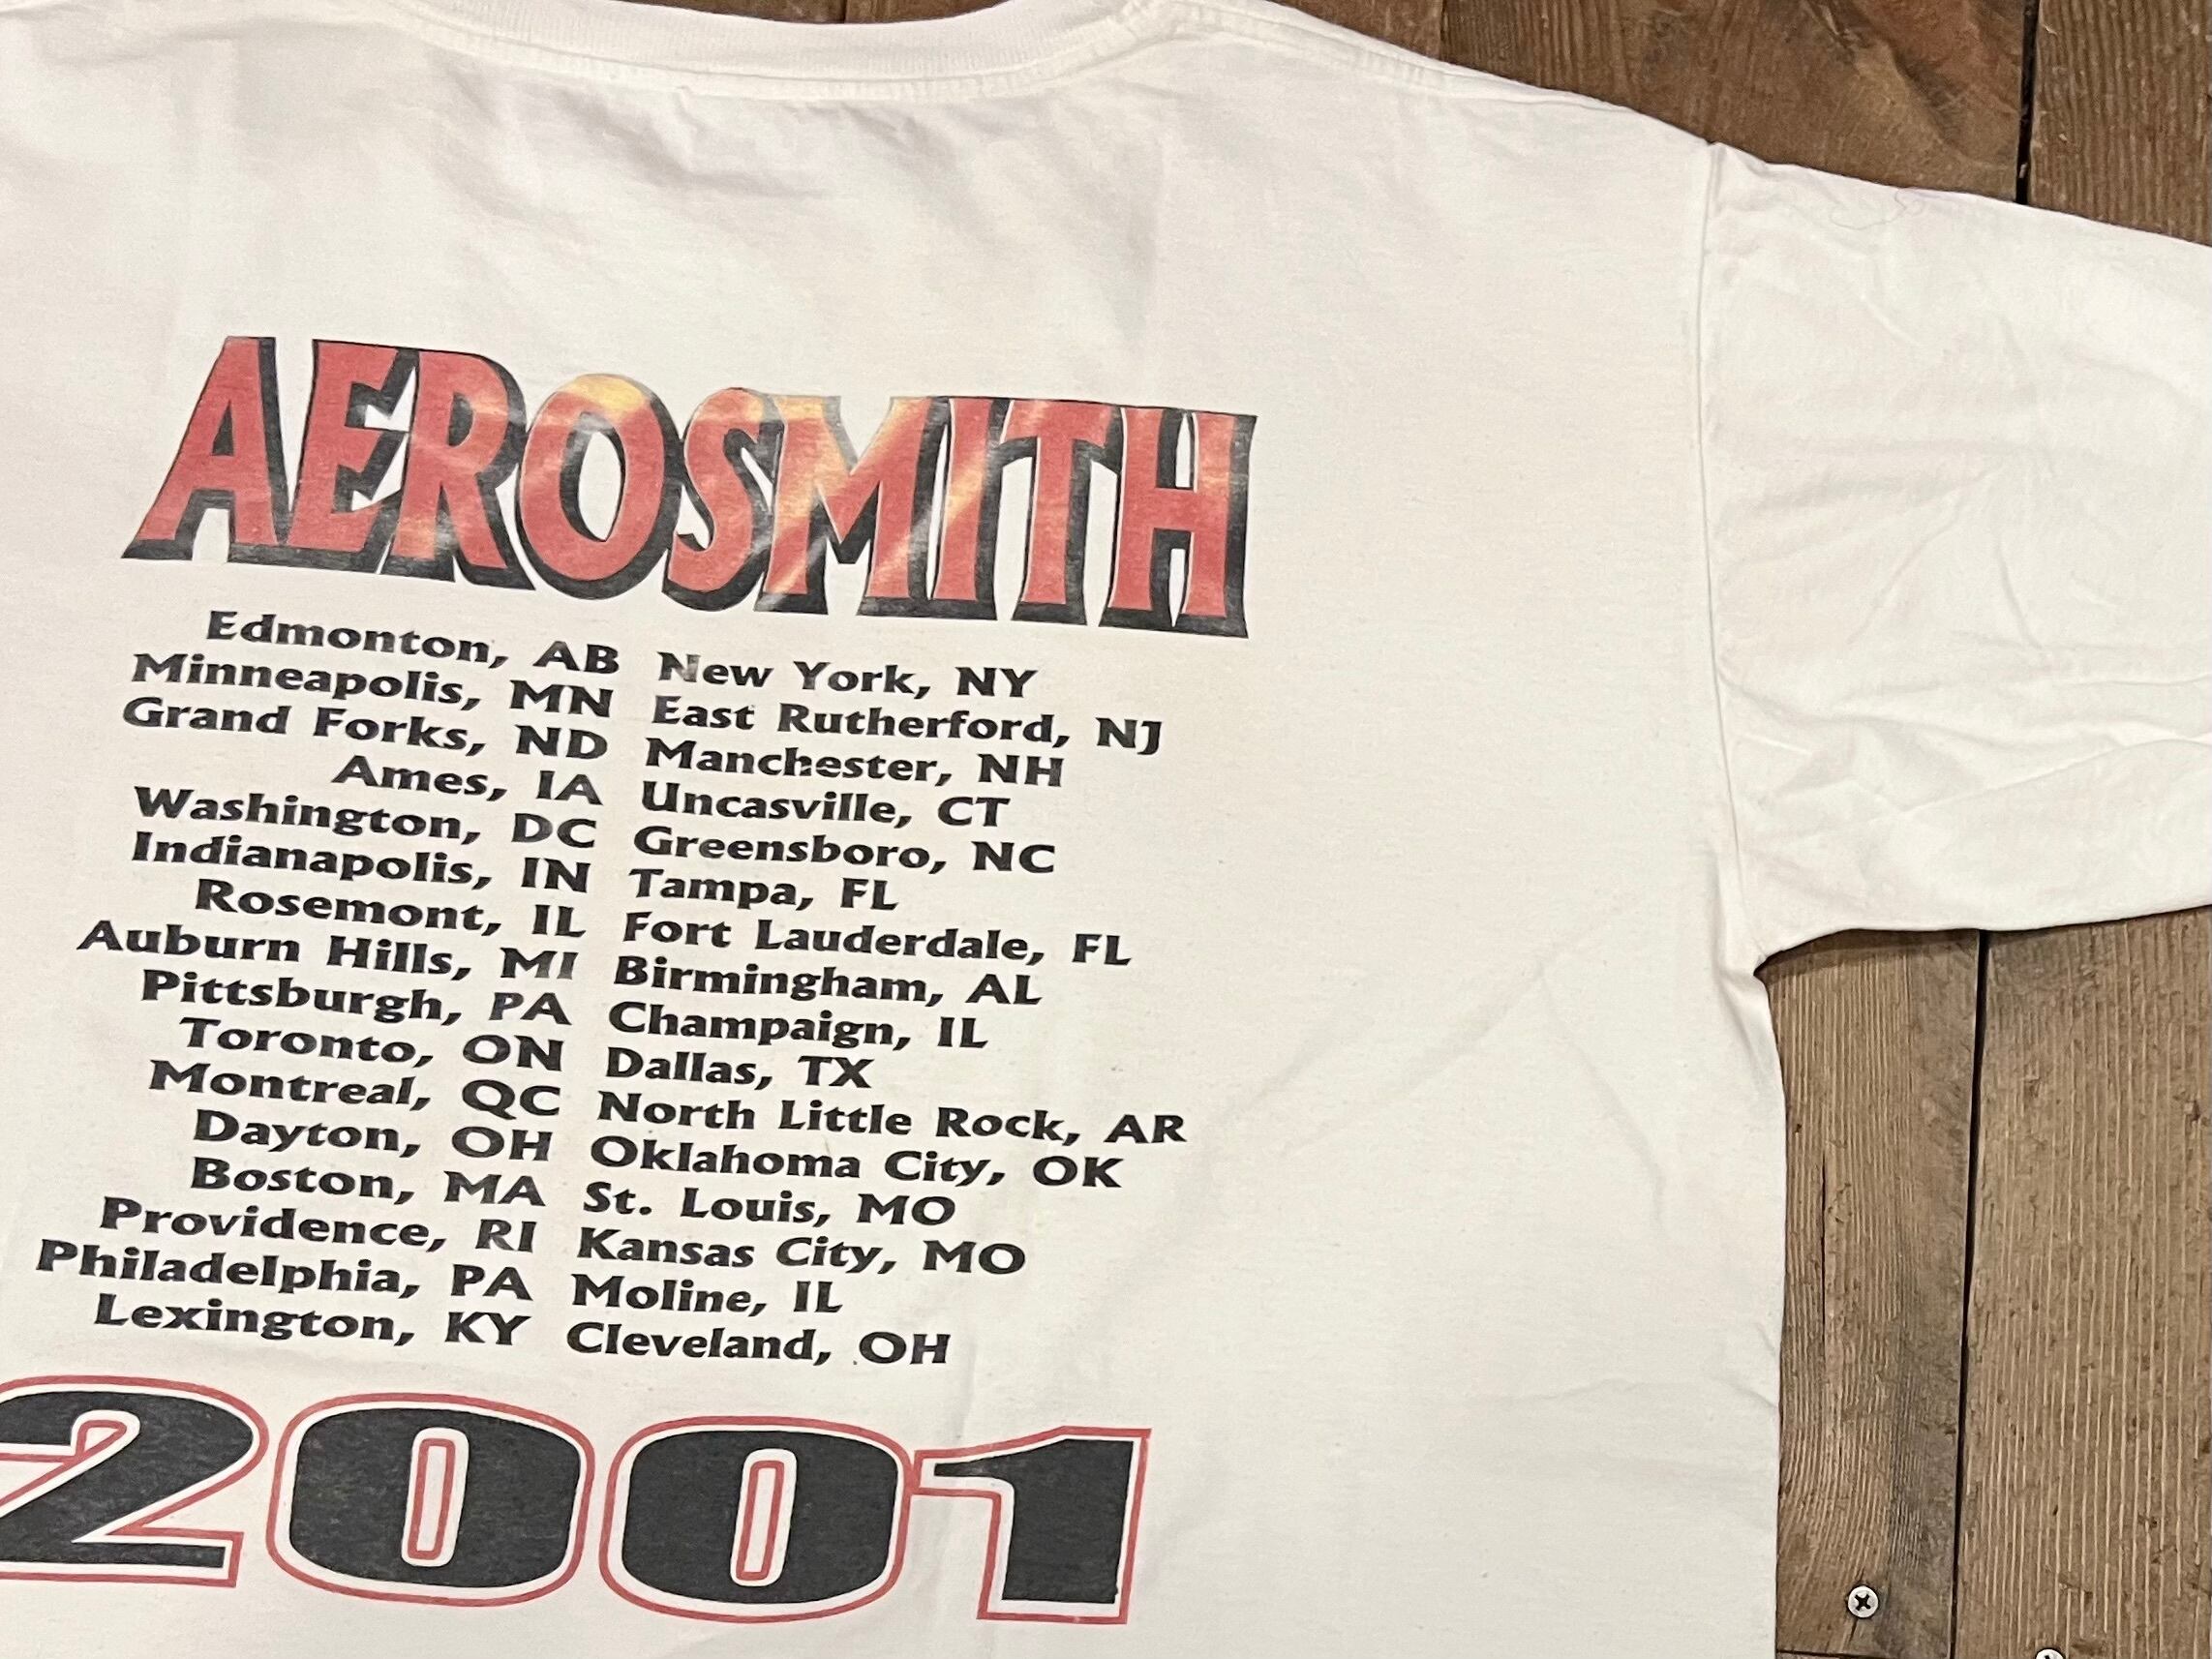 AEROSMITH
Edmonton, AB New York, NY
Minneapolis, MN East Rutherford, NJ
Grand Forks, ND Manchester, NH
Ames, IA Uncasville, CT
Washington, DC Greensboro, NC
Indianapolis, IN Tampa, FL
Rosemont, IL Fort Lauderdale, FL
Auburn Hills, MI Birmingham, AL
Pittsburgh, PA Champaign, IL
Toronto, ON Dallas, TX
Montreal, QC North Little Rock, AR
Dayton, OH Oklahoma City, OK
Boston, MA St. Louis, MO
Providence, RI Kansas City, MO
Philadelphia, PA Moline, IL
Lexington, KY Cleveland, OH
2001